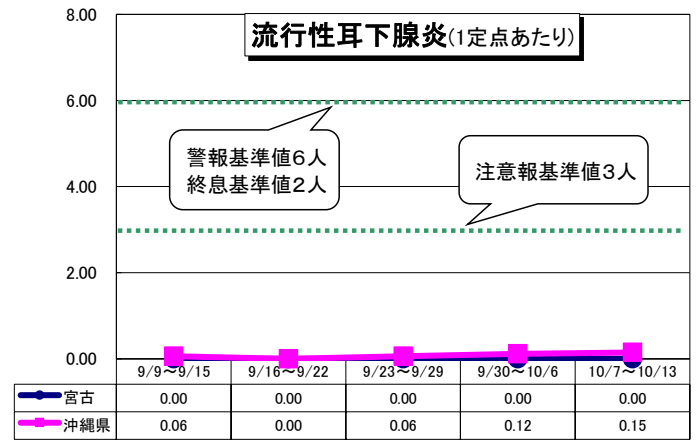 流行性耳下腺炎(1定点あたり)
8.00
6.00
4.00
2.00
0.00
警報基準値6人
終息基準値2人
注意報基準値3人
9/9～9/15 9/16～9/22 9/23～9/29 9/30～10/6 10/7～10/13
宮古 0.00 0.00 0.00 0.00 0.00
沖縄県 0.06 0.00 0.06 0.12 0.15